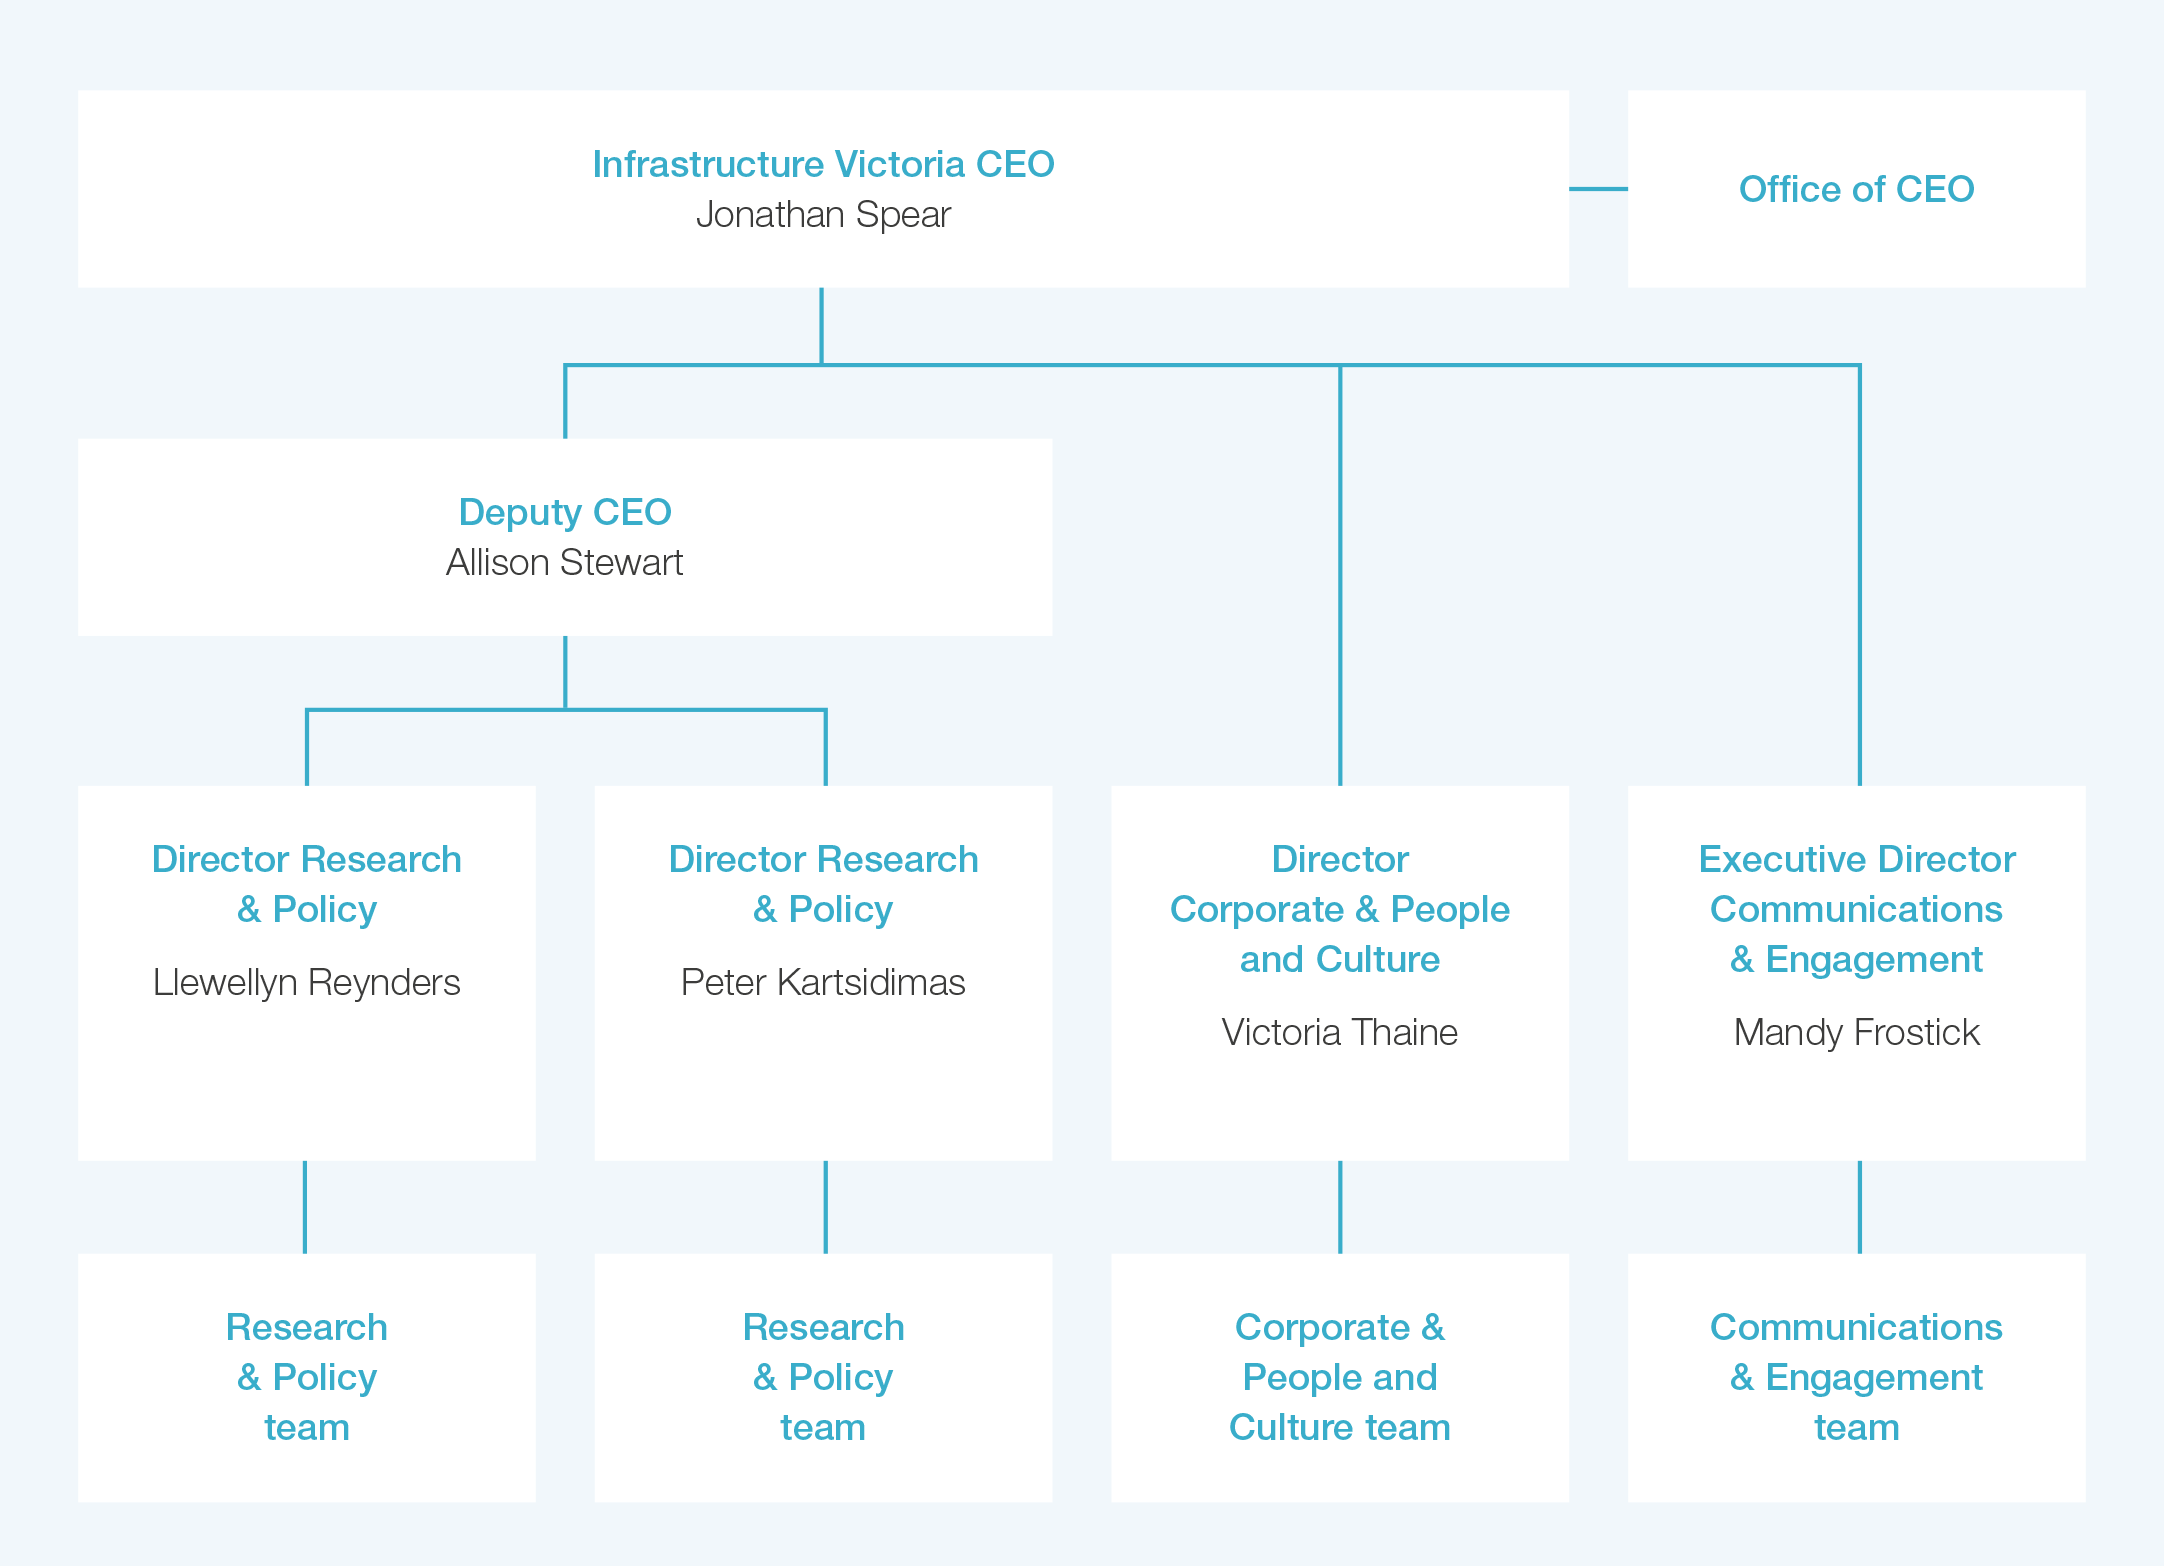 Infrastructure Victoria CEO
Jonathan Spear
Office of CEO
Deputy CEO
Allison Stewart
Director Research
& Policy
Llewellyn Reynders
Director Research
& Policy
Peter Kartsidimas
Director
Corporate & People
and Culture
Victoria Thaine
Executive Director
Communications
& Engagement
Mandy Frostick
Research
& Policy
team
Research
& Policy
team
Corporate &
People and
Culture team
Communications
& Engagement
team